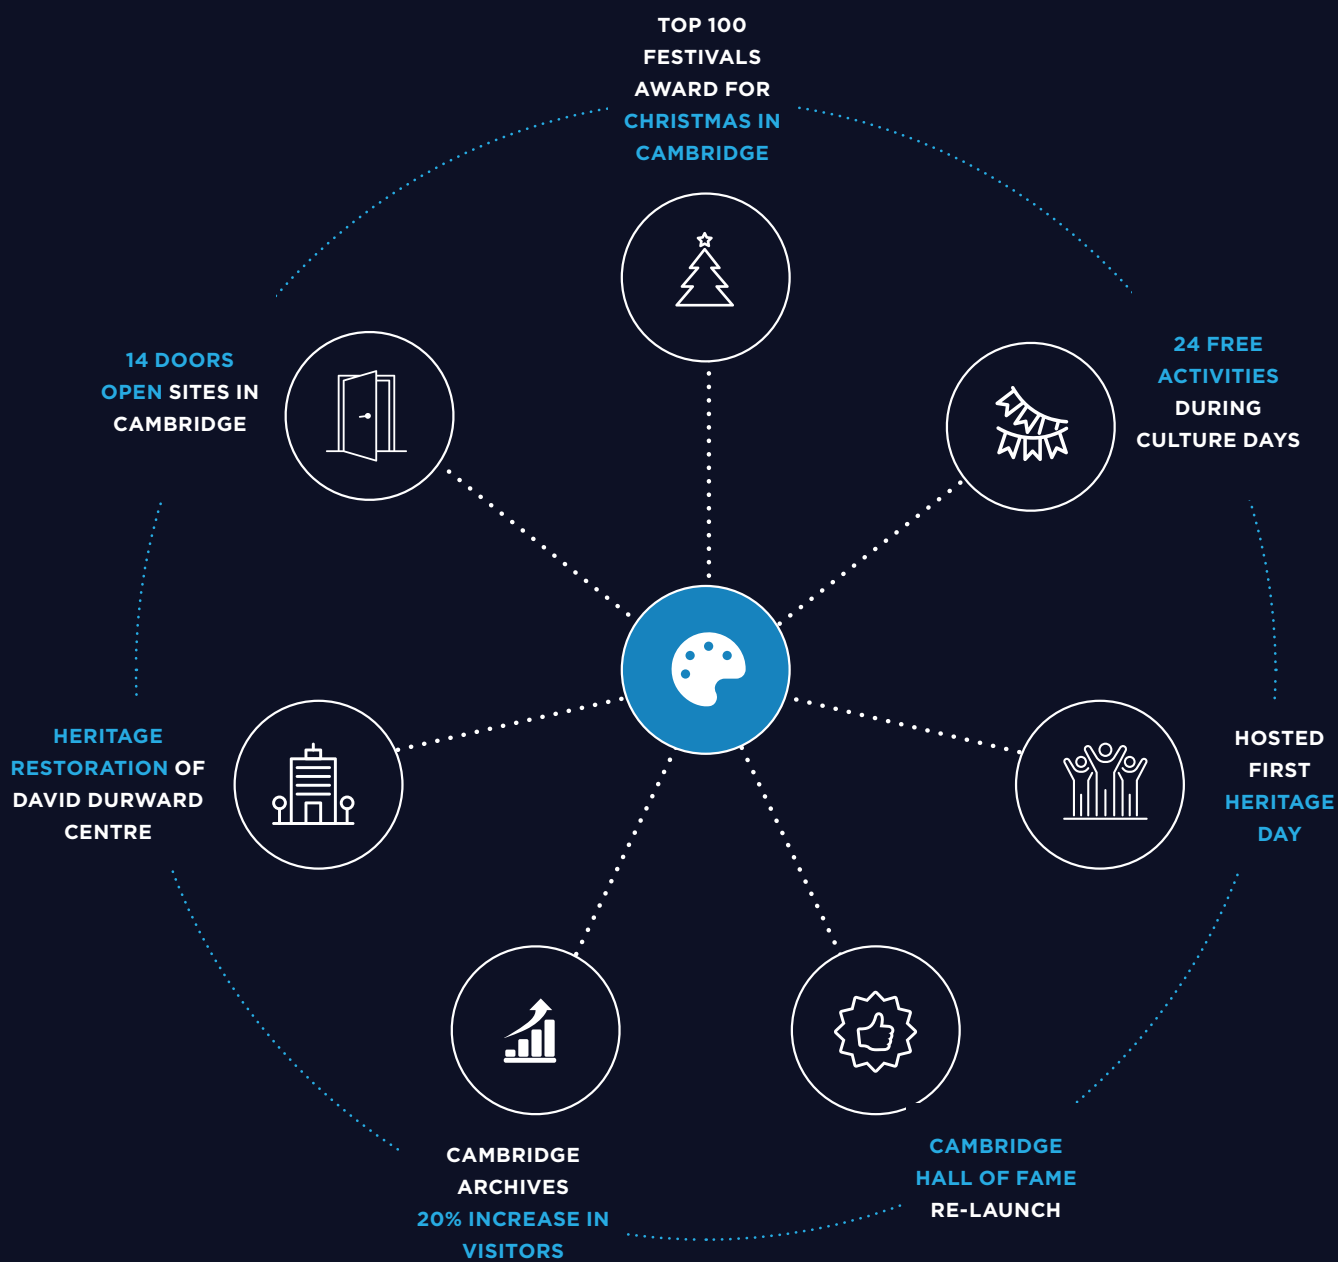 TOP 100
FESTIVALS
AWARD FOR
CHRISTMAS IN
CAMBRIDGE
24 FREE
ACTIVITIES
DURING
CULTURE DAYS
14 DOORS
OPEN SITES IN
CAMBRIDGE
HOSTED
FIRST
HERITAGE
DAY
HERITAGE
RESTORATION OF
DAVID DURWARD
CENTRE
CAMBRIDGE
HALL OF FAME
RE-LAUNCH
CAMBRIDGE
ARCHIVES
20% INCREASE IN
VISITORS